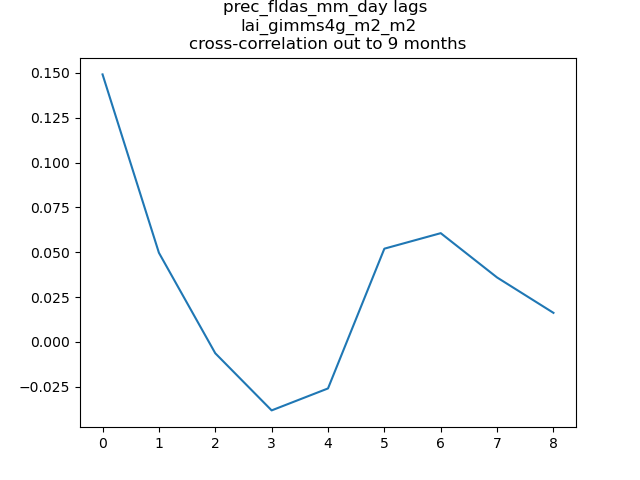 prec_fldas_mm_day lags
lai_gimms4g_m2_m2
cross-correlation out to 9 months
0.150
0.125
0.100
0.075
0.050
0.025
0.000
−0.025
0 1 2 3 4 5 6 7 8